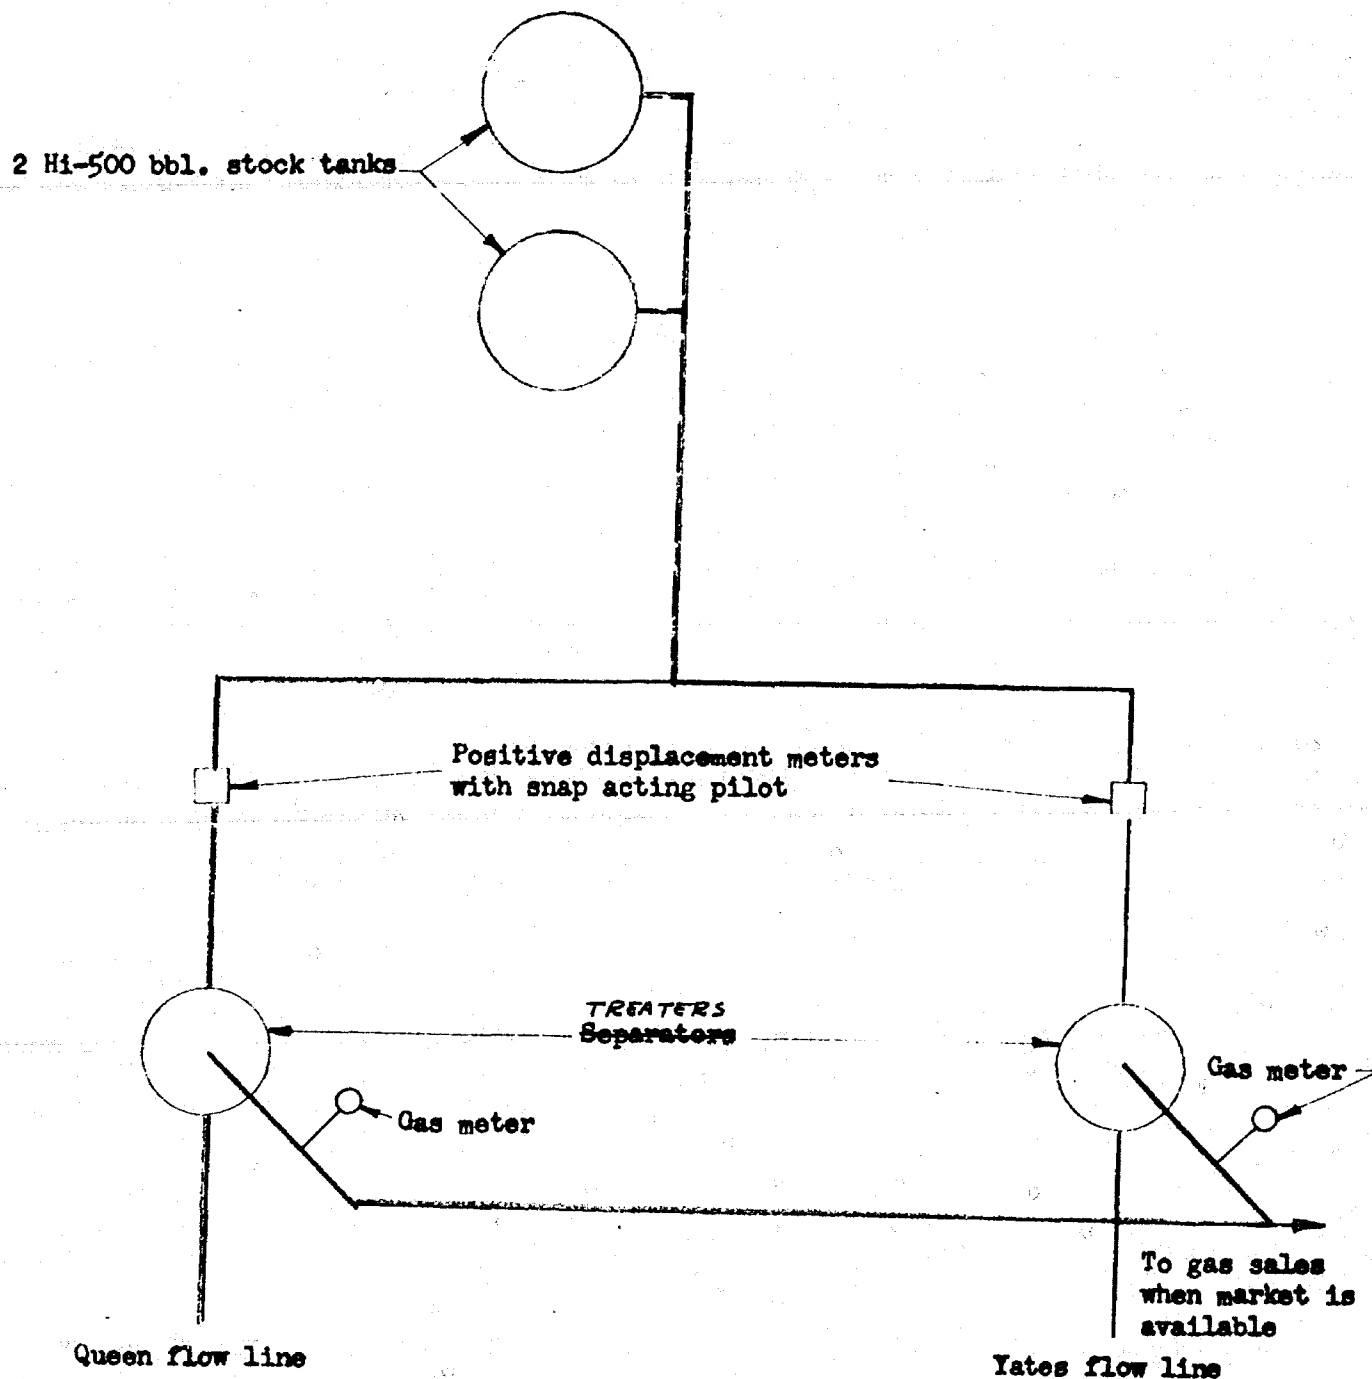 2 Hi-500 bbl. stock tanks
Positive displacement meters
with snap acting pilot
TREATERS
Separators
Gas meter
Gas meter
To gas sales
when market is
available
Queen flow line
Yates flow line